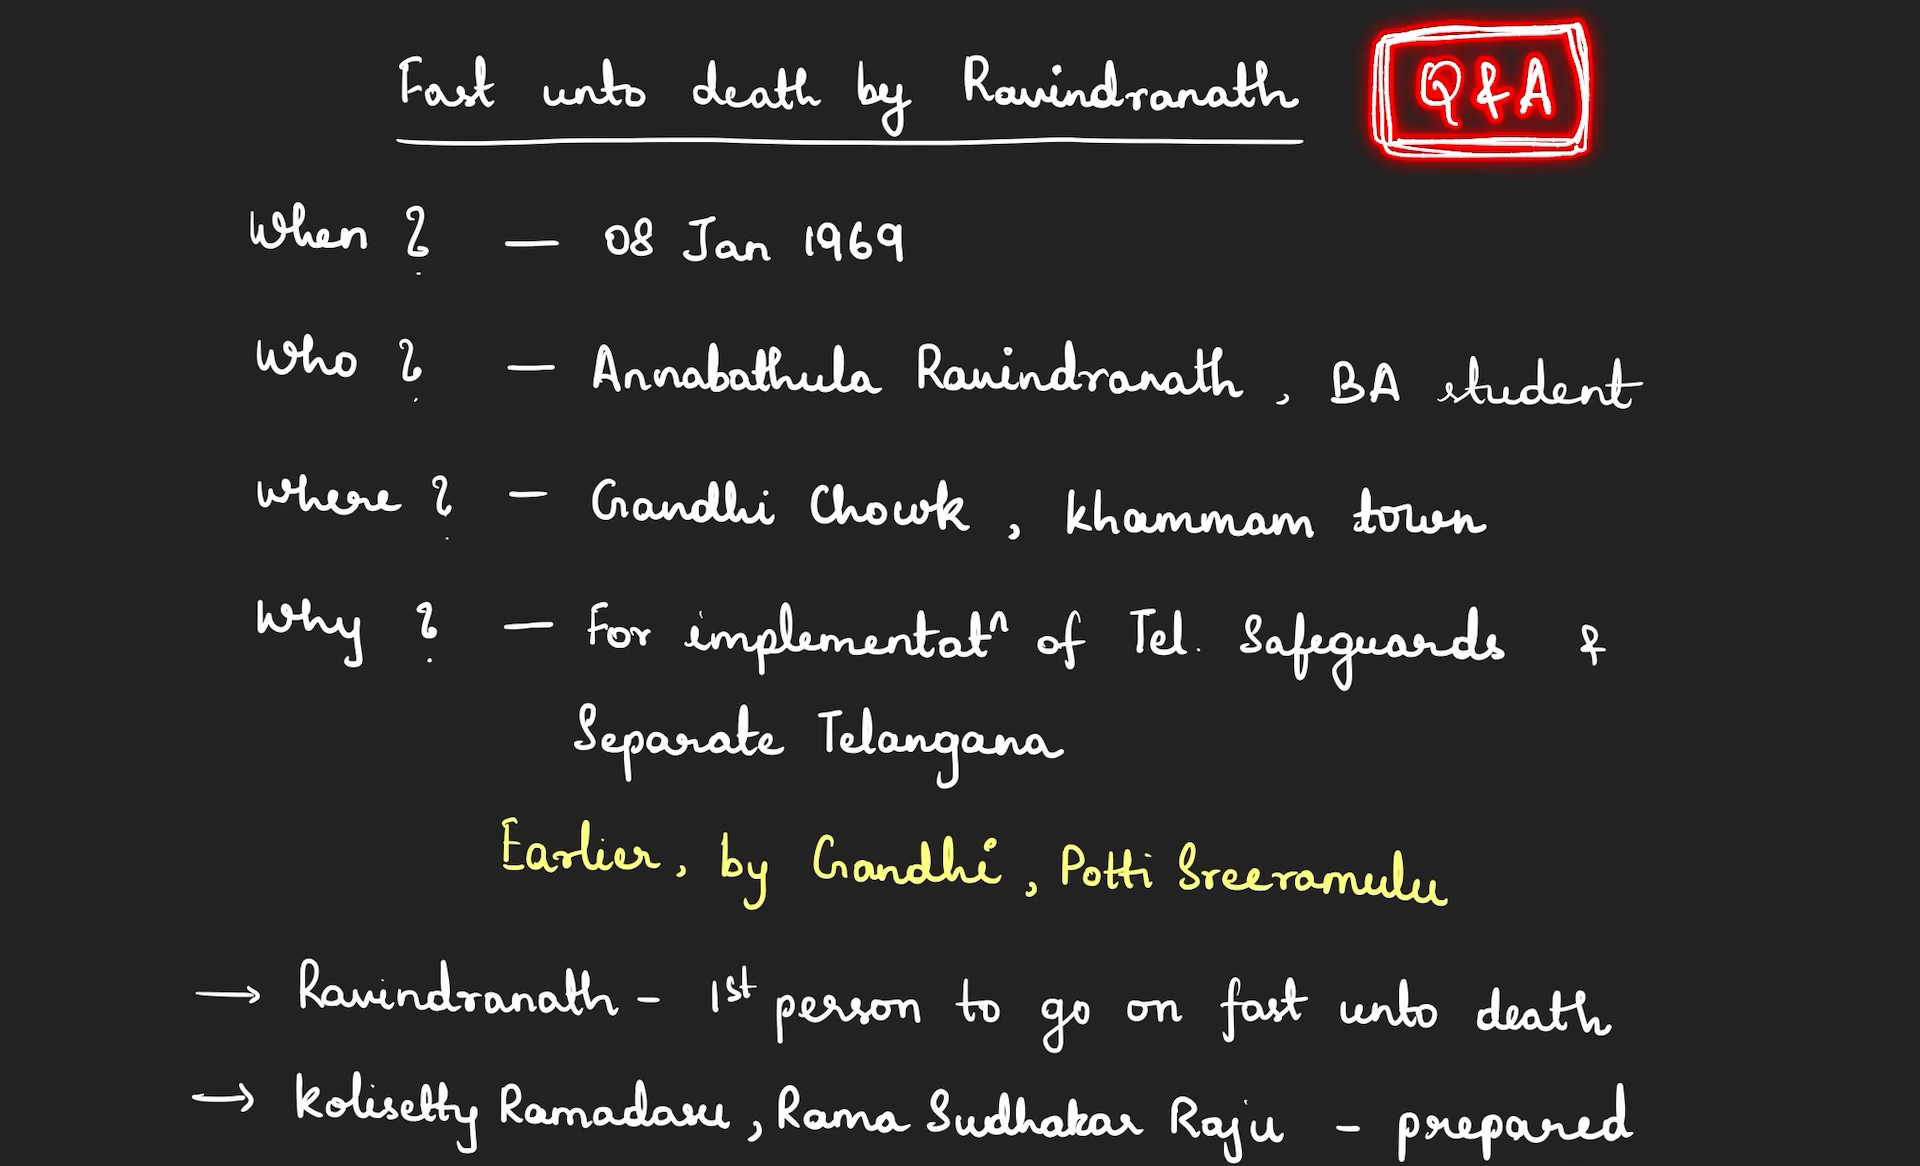 Fast unto death by Ravindranath
Q & A
When ? — 08 Jan 1969
Who ? — Annabathula Ravindranath, BA student
Where ? — Gandhi Chowk, Khammam town
Why ? — For implementatⁿ of Tel. Safeguards &
Separate Telangana
Earlier, by Gandhi, Potti Sreeramulu
→ Ravindranath - 1st person to go on fast unto death
→ Kolisetty Ramadasu, Rama Sudhakar Raju - prepared